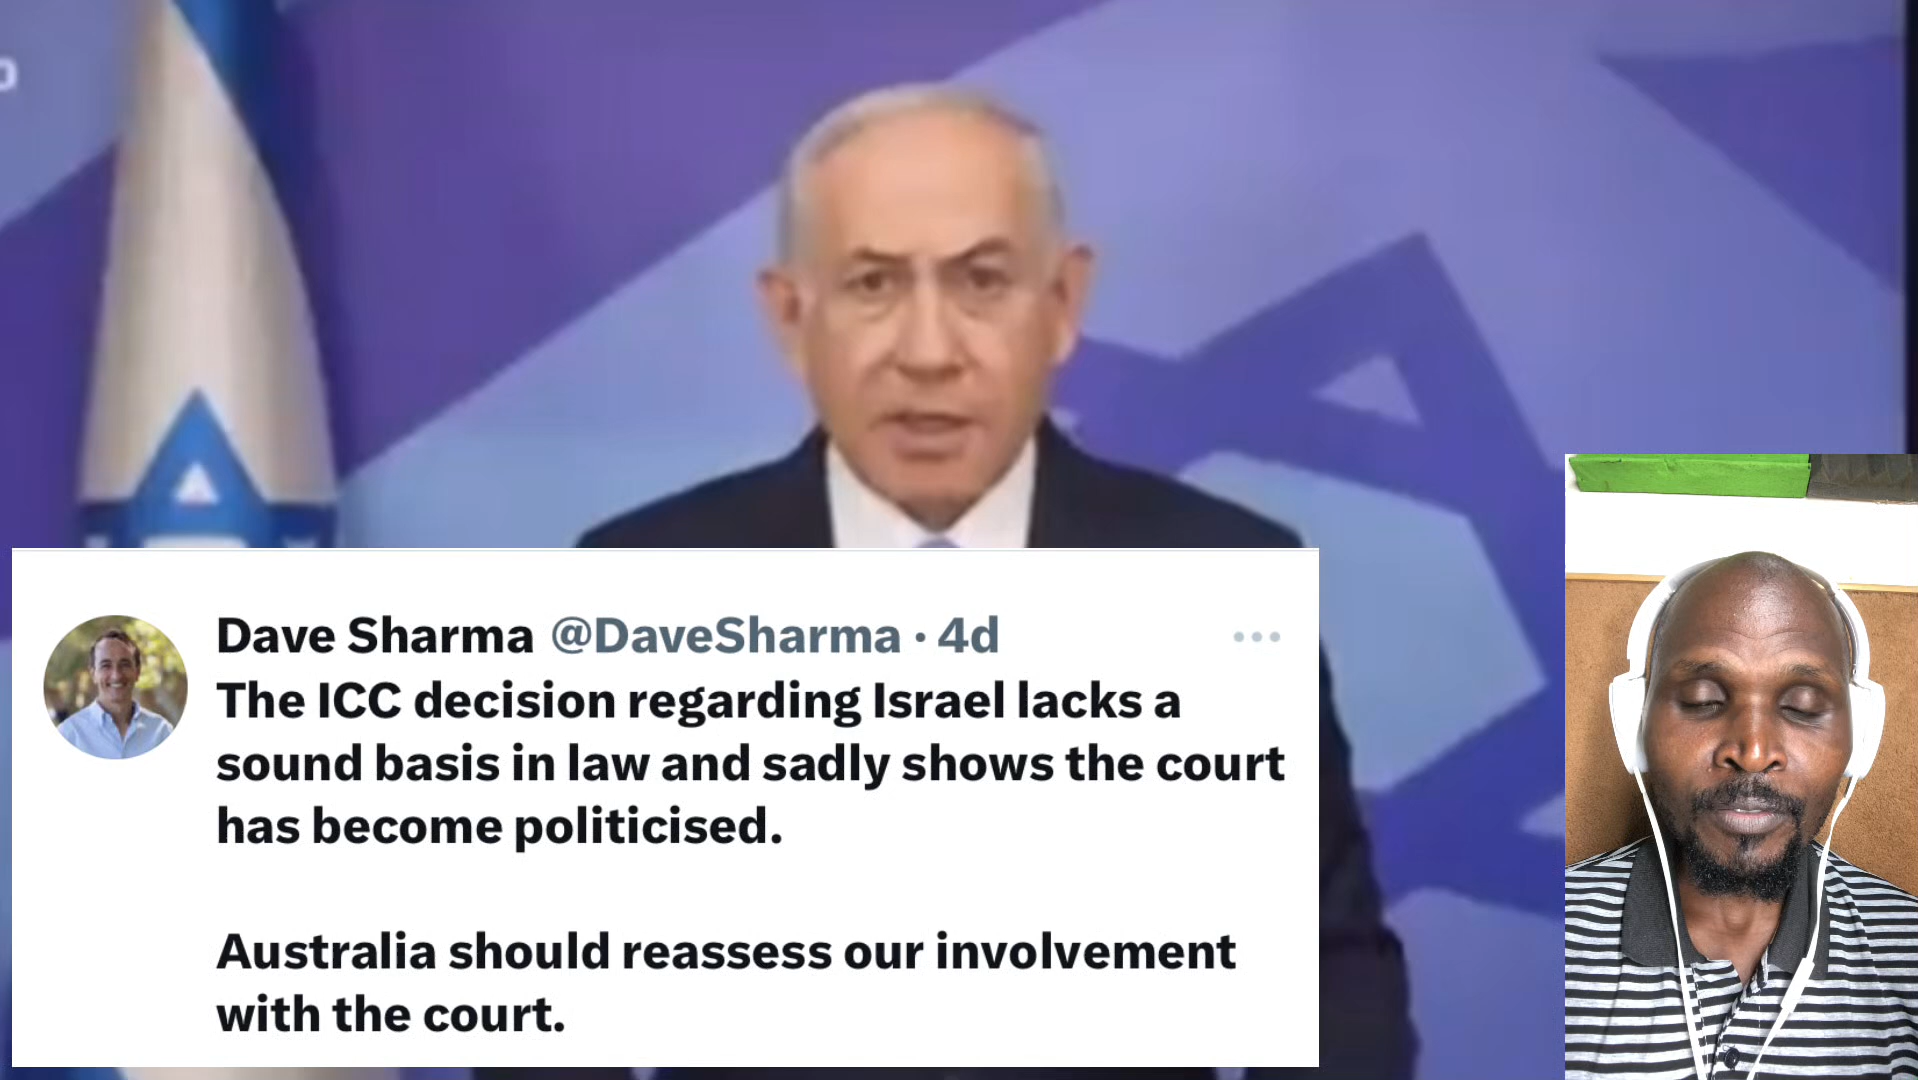 Dave Sharma @DaveSharma · 4d
The ICC decision regarding Israel lacks a
sound basis in law and sadly shows the court
has become politicised.
Australia should reassess our involvement
with the court.